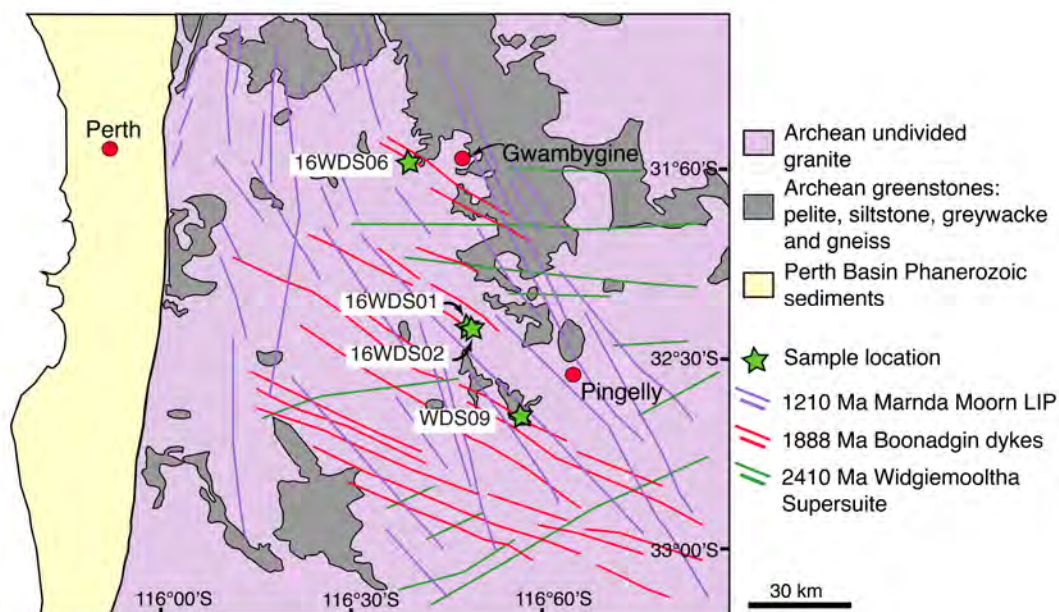 Perth
16WDS06
Gwambygine
31°60’S
16WDS01
16WDS02
32°30’S
Pingelly
WDS09
33°00’S
116°00’S
116°30’S
116°60’S
Archean undivided
granite
Archean greenstones:
pelite, siltstone, greywacke
and gneiss
Perth Basin Phanerozoic
sediments
Sample location
1210 Ma Marnda Moorn LIP
1888 Ma Boonadgin dykes
2410 Ma Widgiemooltha
Supersuite
30 km